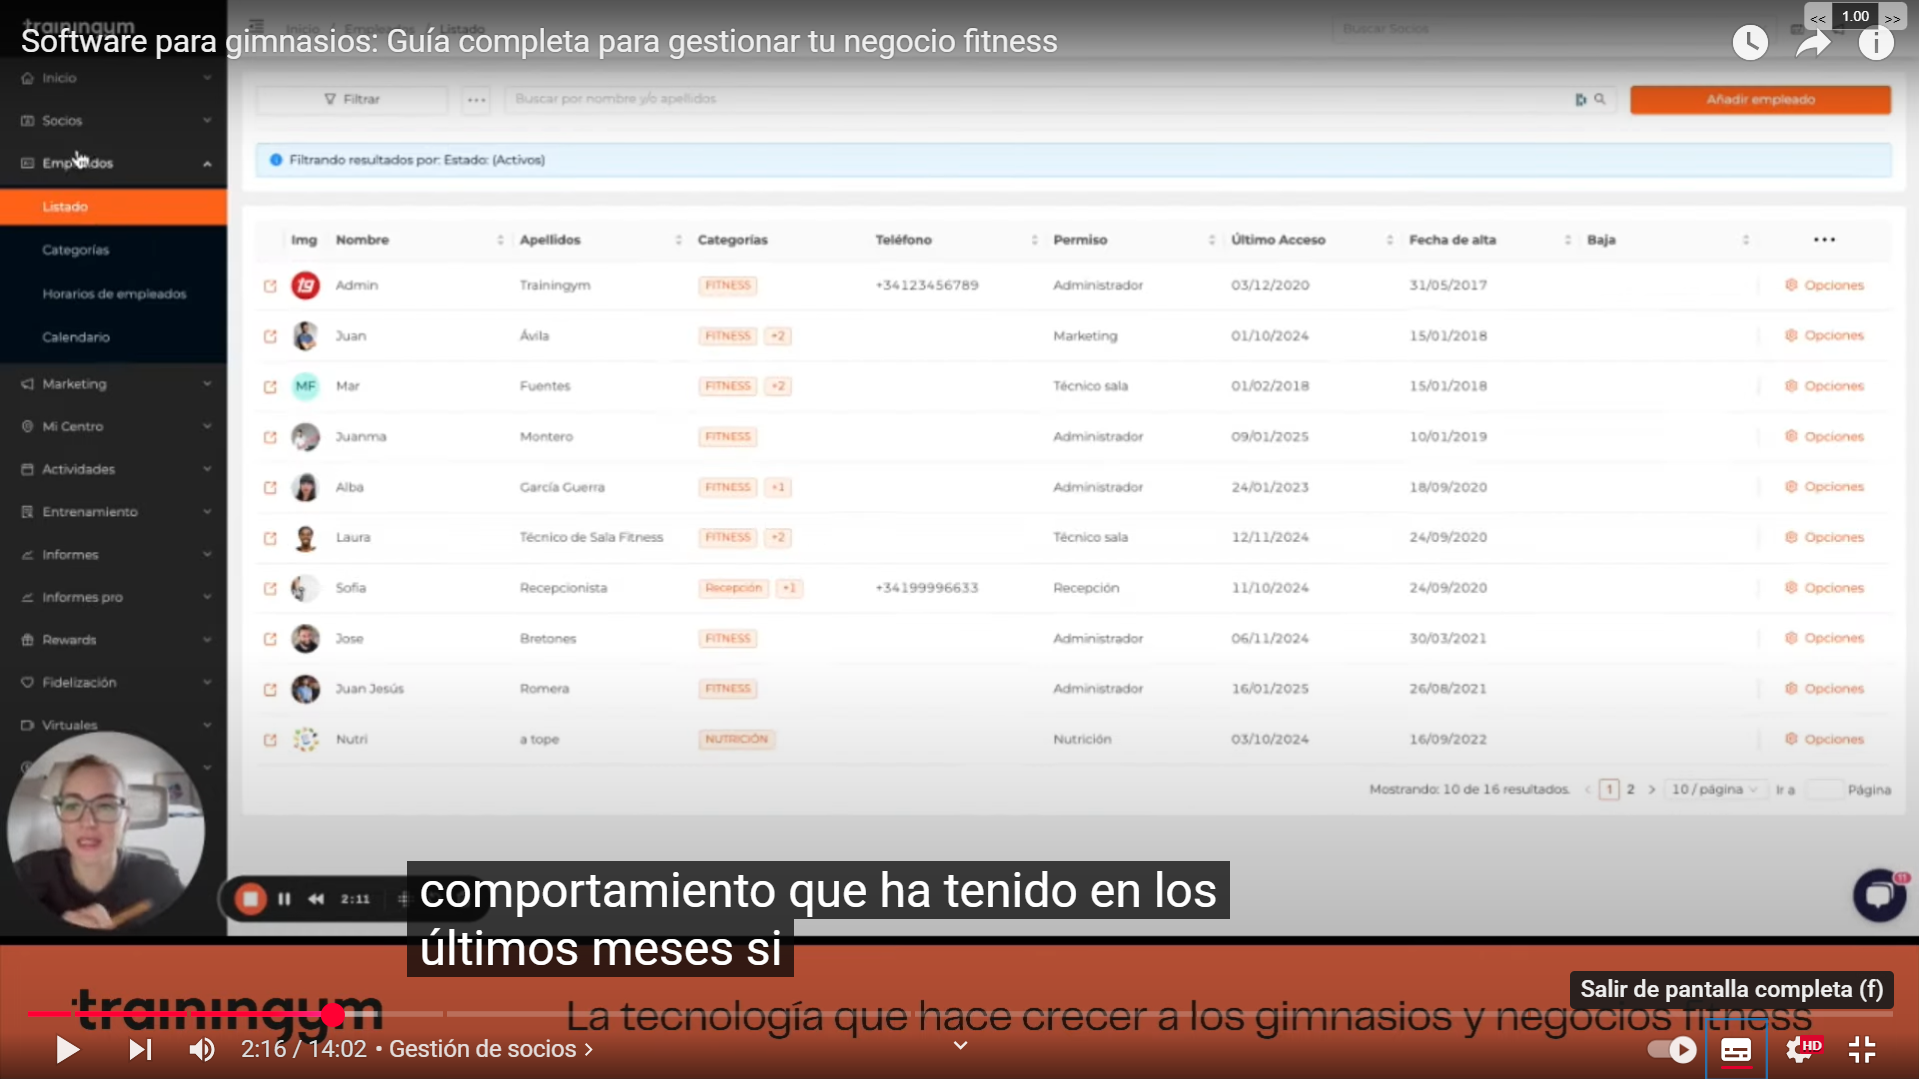 trainingym
Inicio / Empleados / Listado
Buscar Socios
<< 1.00 >>
Software para gimnasios: Guía completa para gestionar tu negocio fitness
Inicio
Socios
Empleados
Listado
Categorías
Horarios de empleados
Calendario
Marketing
Mi Centro
Actividades
Entrenamiento
Informes
Informes pro
Rewards
Fidelización
Virtuales
Filtrar
Buscar por nombre y/o apellidos
Añadir empleado
Filtrando resultados por: Estado: (Activos)
Img Nombre Apellidos Categorías Teléfono Permiso Último Acceso Fecha de alta Baja
Admin Trainingym FITNESS +34123456789 Administrador 03/12/2020 31/05/2017 Opciones
Juan Ávila FITNESS +2 Marketing 01/10/2024 15/01/2018 Opciones
MF Mar Fuentes FITNESS +2 Técnico sala 01/02/2018 15/01/2018 Opciones
Juanma Montero FITNESS Administrador 09/01/2025 10/01/2019 Opciones
Alba García Guerra FITNESS +1 Administrador 24/01/2023 18/09/2020 Opciones
Laura Técnico de Sala Fitness FITNESS +2 Técnico sala 12/11/2024 24/09/2020 Opciones
Sofia Recepcionista Recepción +1 +34199996633 Recepción 11/10/2024 24/09/2020 Opciones
Jose Bretones FITNESS Administrador 06/11/2024 30/03/2021 Opciones
Juan Jesús Romera FITNESS Administrador 16/01/2025 26/08/2021 Opciones
Nutri a tope NUTRICIÓN Nutrición 03/10/2024 16/09/2022 Opciones
Mostrando: 10 de 16 resultados. < 1 2 > 10 / página Ir a Página
2:11
comportamiento que ha tenido en los
últimos meses si
Salir de pantalla completa (f)
trainingym
La tecnología que hace crecer a los gimnasios y negocios fitness
2:16 / 14:02 • Gestión de socios >
HD